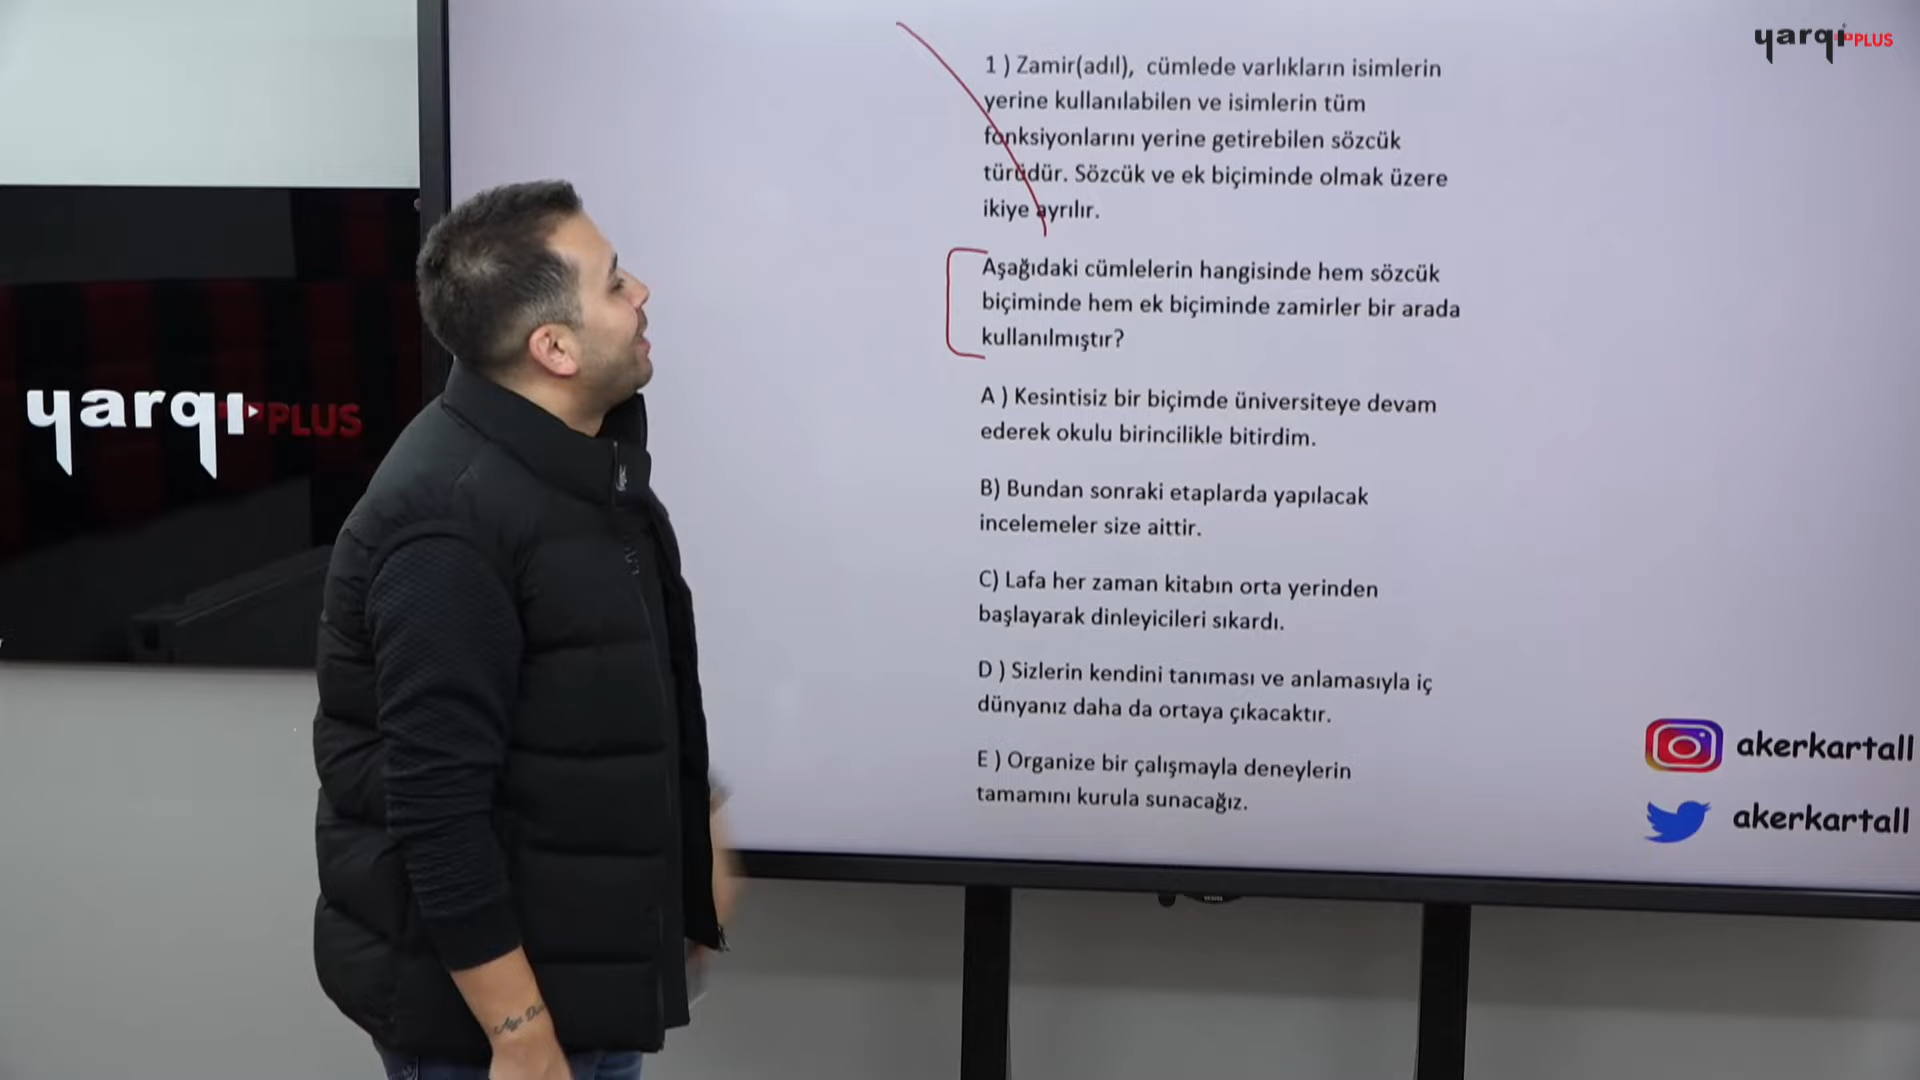 yarqı PLUS
1 ) Zamir(adıl), cümlede varlıkların isimlerin
yerine kullanılabilen ve isimlerin tüm
fonksiyonlarını yerine getirebilen sözcük
türüdür. Sözcük ve ek biçiminde olmak üzere
ikiye ayrılır.
Aşağıdaki cümlelerin hangisinde hem sözcük
biçiminde hem ek biçiminde zamirler bir arada
kullanılmıştır?
A ) Kesintisiz bir biçimde üniversiteye devam
ederek okulu birincilikle bitirdim.
B) Bundan sonraki etaplarda yapılacak
incelemeler size aittir.
C) Lafa her zaman kitabın orta yerinden
başlayarak dinleyicileri sıkardı.
D ) Sizlerin kendini tanıması ve anlamasıyla iç
dünyanız daha da ortaya çıkacaktır.
E ) Organize bir çalışmayla deneylerin
tamamını kurula sunacağız.
akerkartall
akerkartall
yarqı PLUS